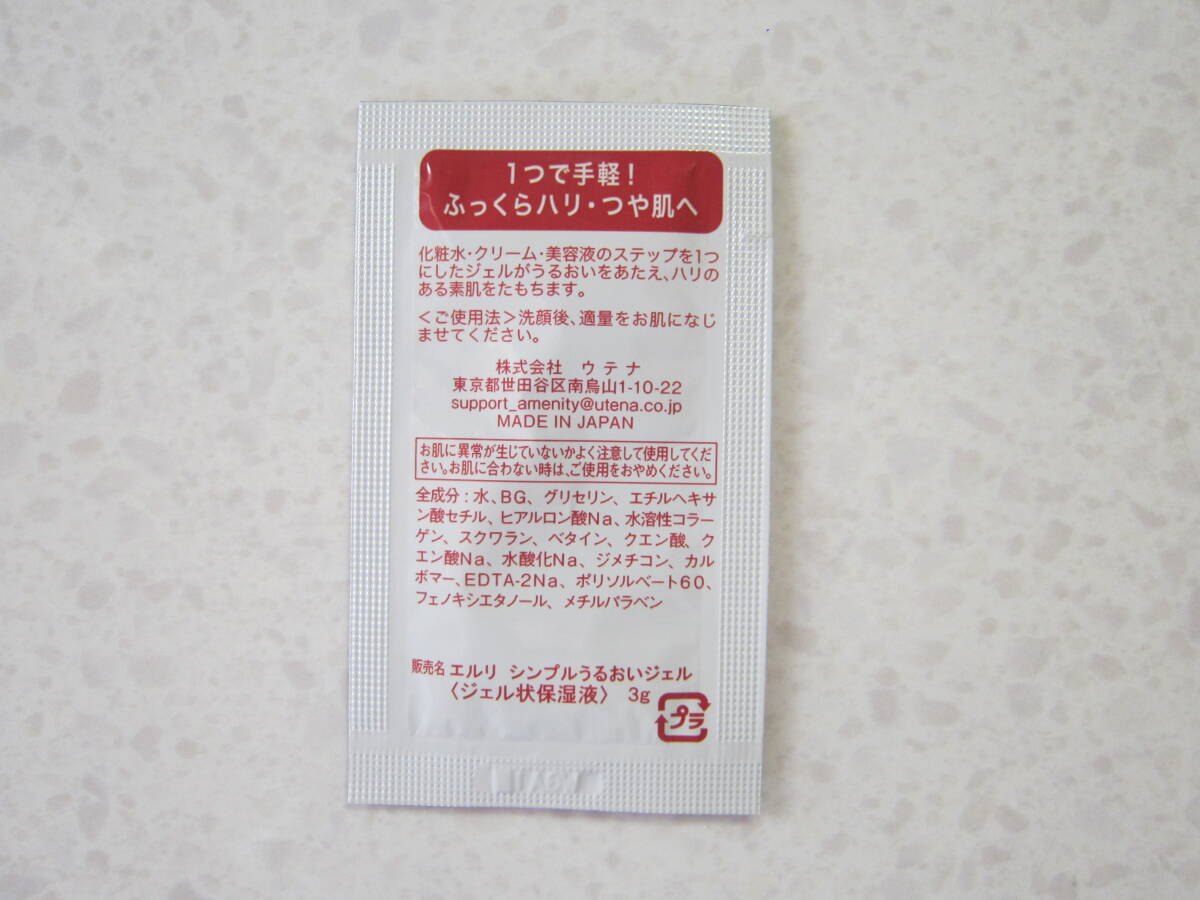 1つで手軽!
ふっくらハリ・つや肌へ
化粧水・クリーム・美容液のステップを1つ
にしたジェルがうるおいをあたえ、ハリの
ある素肌をたもちます。
<ご使用法>洗顔後、適量をお肌になじ
ませてください。
株式会社 ウテナ
東京都世田谷区南烏山1-10-22
support_amenity@utena.co.jp
MADE IN JAPAN
お肌に異常が生じていないかよく注意して使用してくだ
さい。お肌に合わない時は、ご使用をおやめください。
全成分:水、BG、グリセリン、エチルヘキサ
ン酸セチル、ヒアルロン酸Na、水溶性コラー
ゲン、スクワラン、ベタイン、クエン酸、ク
エン酸Na、水酸化Na、ジメチコン、カル
ボマー、EDTA-2Na、ポリソルベート60、
フェノキシエタノール、メチルパラベン
販売名 エルリ シンプルうるおいジェル
〈ジェル状保湿液〉 3g
プラ